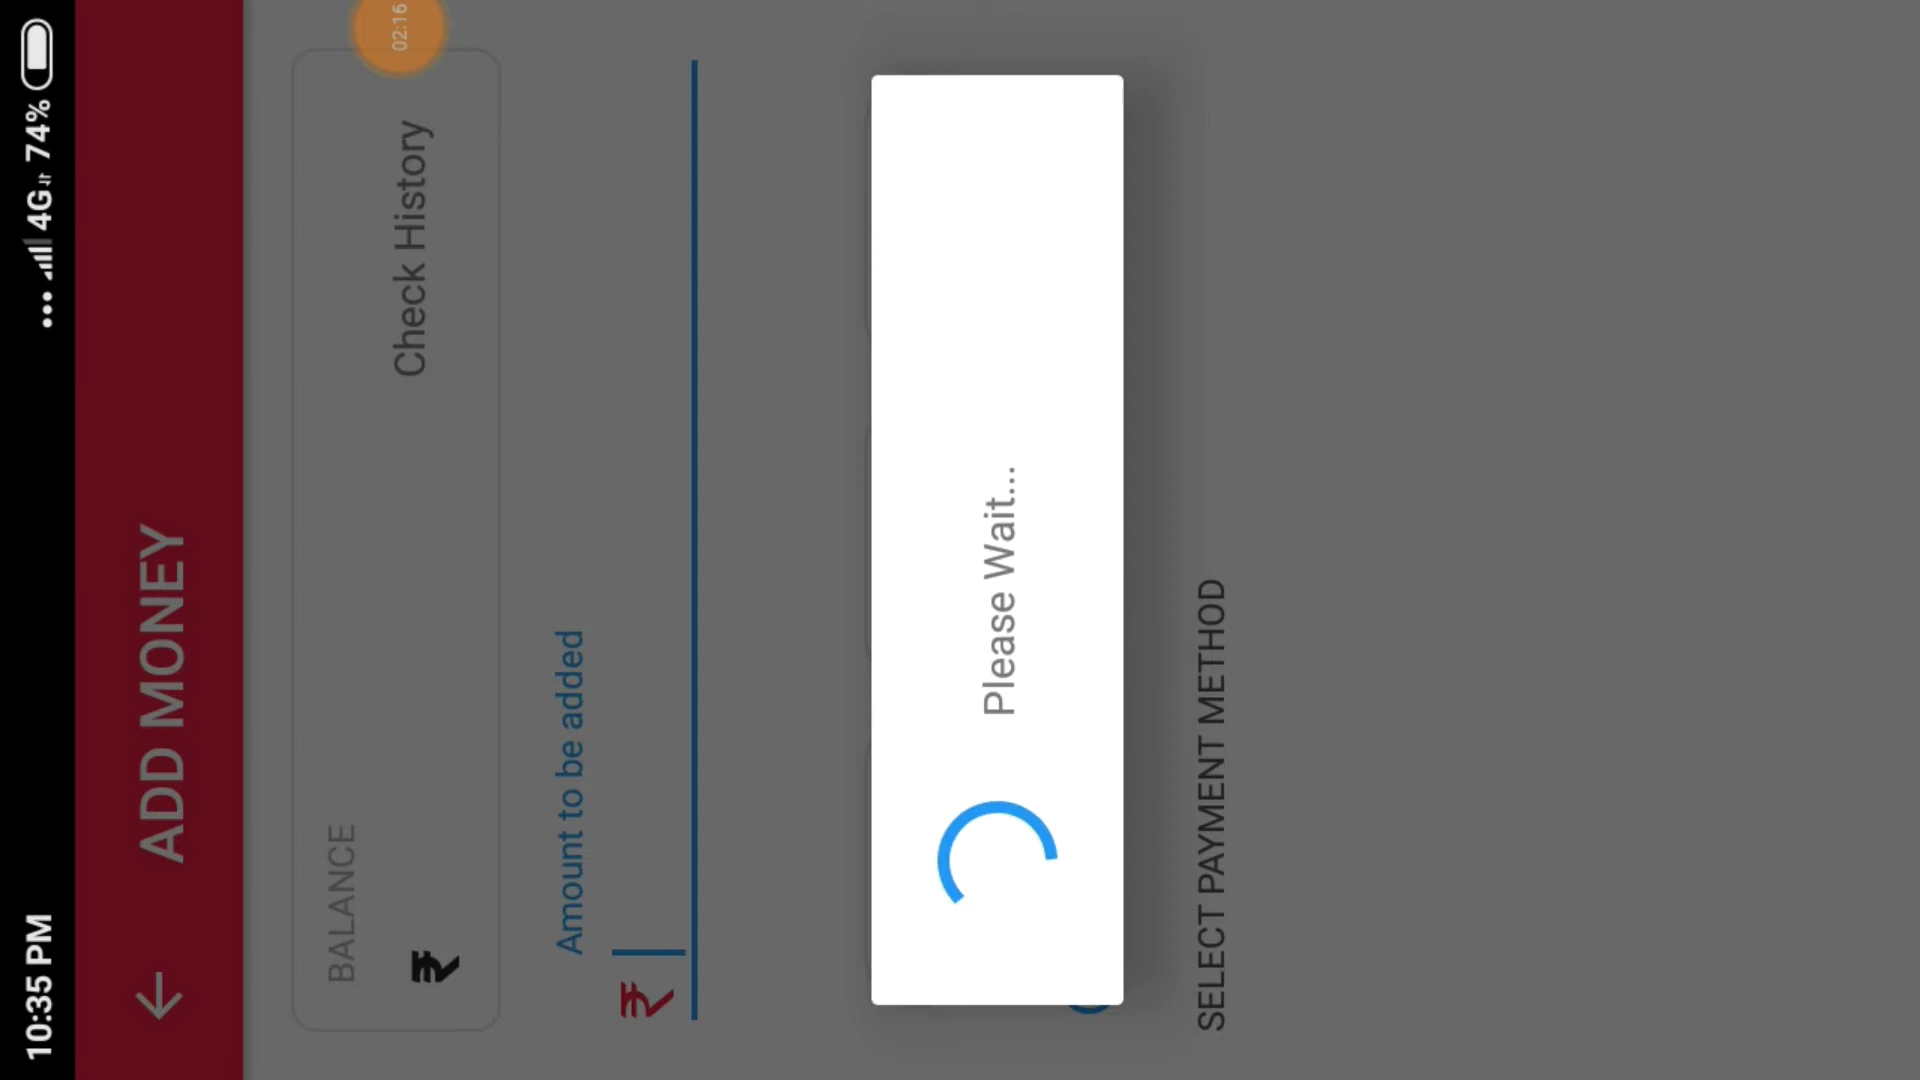 10:35 PM
... 4G 74%
ADD MONEY
02:16
BALANCE
₹
Check History
Amount to be added
₹
Please Wait...
SELECT PAYMENT METHOD